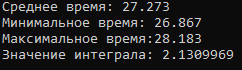 Среднее время: 27.273
Минимальное время: 26.867
Максимальное время:28.183
Значение интеграла: 2.1309969